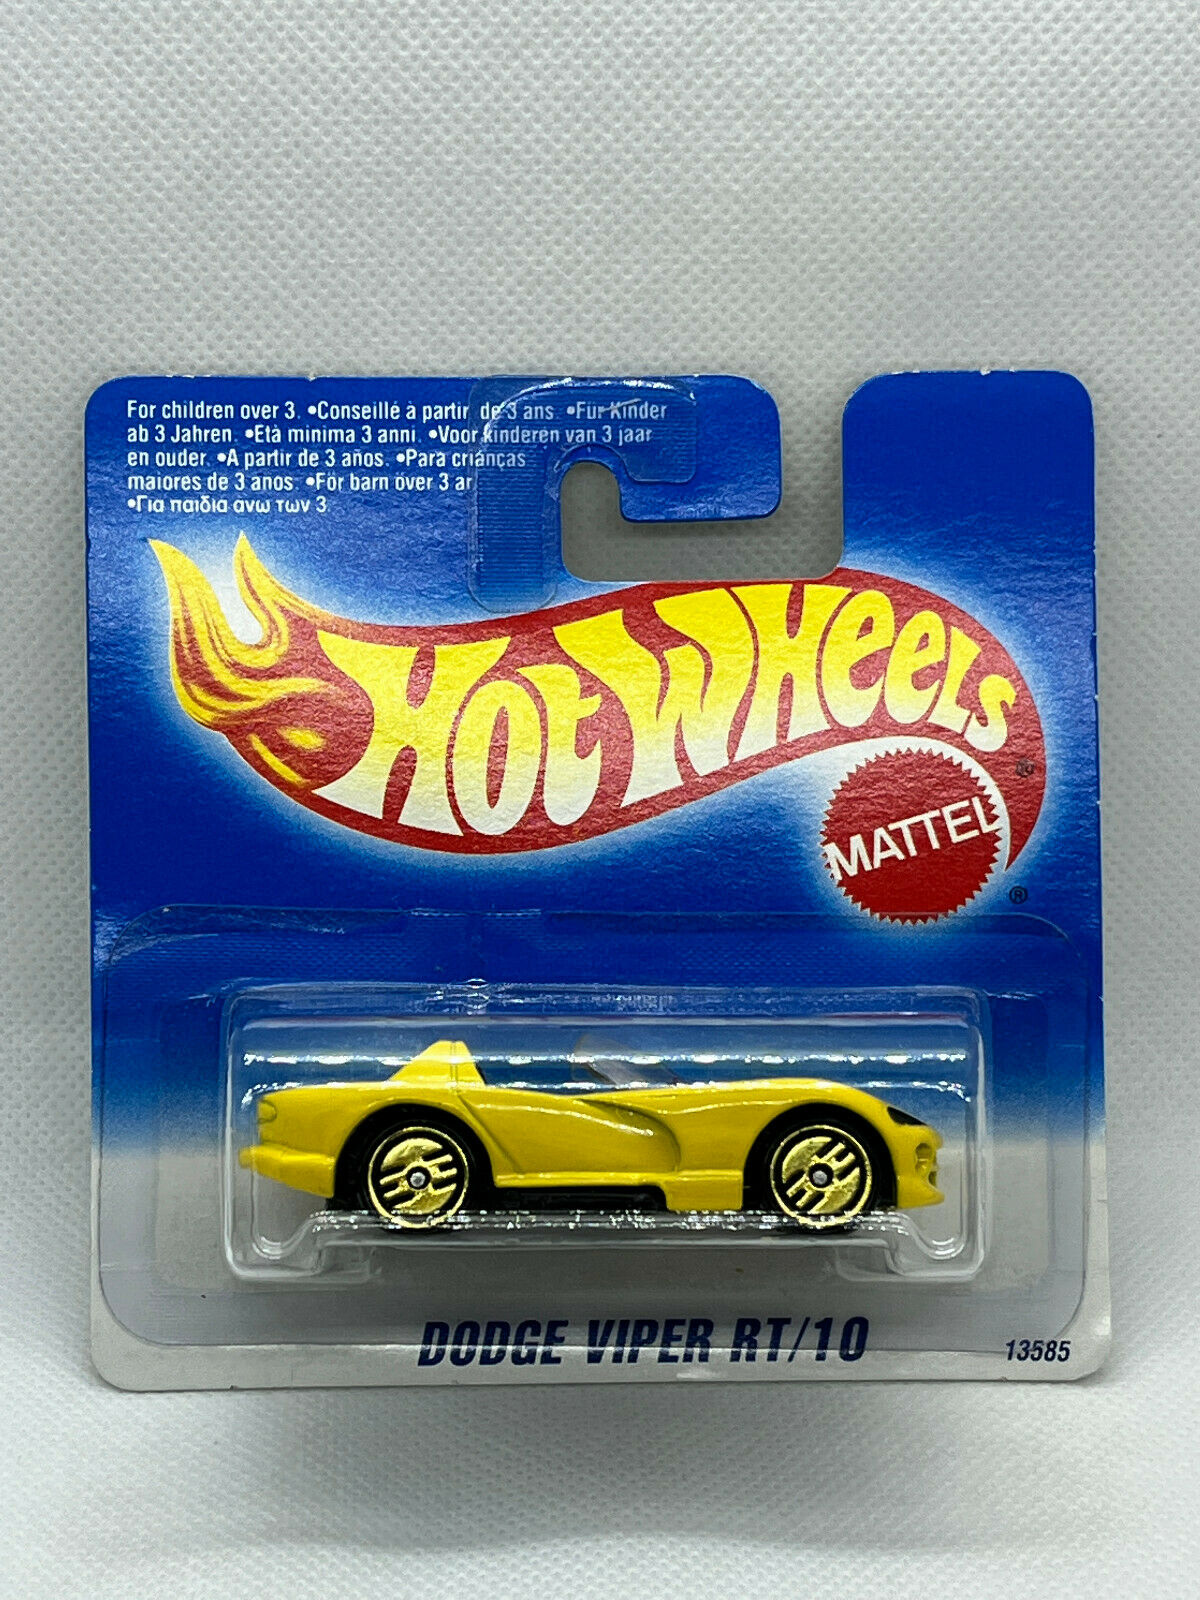 For children over 3. •Conseillé à partir de 3 ans. •Für Kinder
ab 3 Jahren. •Età minima 3 anni. •Voor kinderen van 3 jaar
en ouder. •A partir de 3 años. •Para crianças
maiores de 3 anos. •För barn över 3 år
•Για παιδια ανω των 3
HOT WHEELS
MATTEL
®
DODGE VIPER RT/10
13585